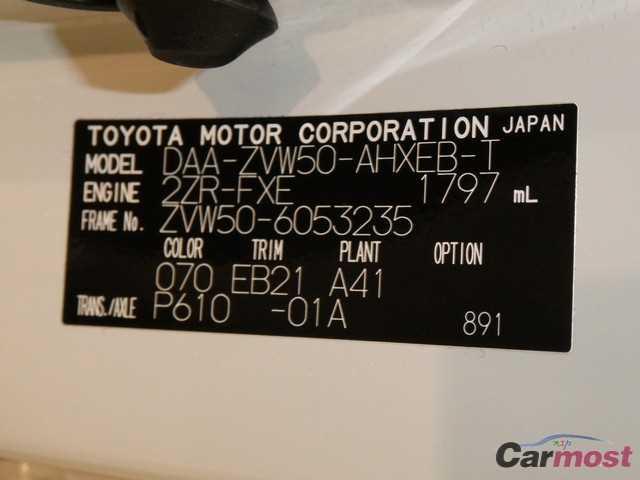 TOYOTA MOTOR CORPORATION JAPAN
MODEL DAA-ZVW50-AHXEB-T
ENGINE 2ZR-FXE 1797 mL
FRAME No. ZVW50-6053235
COLOR TRIM PLANT OPTION
070 EB21 A41
TRANS./AXLE P610 -01A 891
Carmost